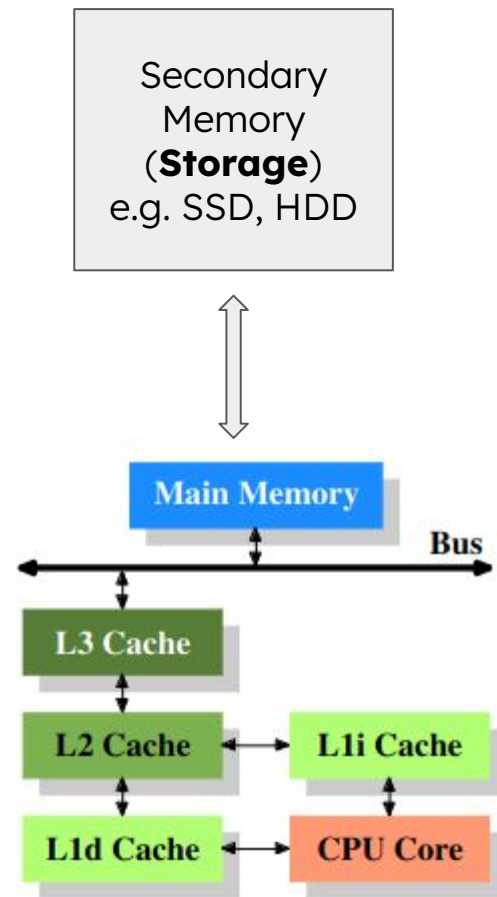 Secondary
Memory
(Storage)
e.g. SSD, HDD
Main Memory
Bus
L3 Cache
L2 Cache
L1i Cache
L1d Cache
CPU Core